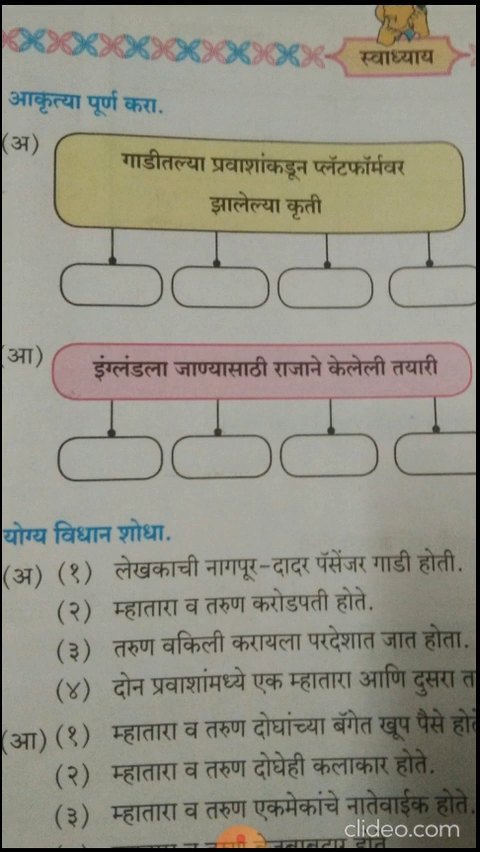 स्वाध्याय
आकृत्या पूर्ण करा.
(अ)
गाडीतल्या प्रवाशांकडून प्लॅटफॉर्मवर
झालेल्या कृती
(आ)
इंग्लंडला जाण्यासाठी राजाने केलेली तयारी
योग्य विधान शोधा.
(अ) (१) लेखकाची नागपूर-दादर पॅसेंजर गाडी होती.
(२) म्हातारा व तरुण करोडपती होते.
(३) तरुण वकिली करायला परदेशात जात होता.
(४) दोन प्रवाशांमध्ये एक म्हातारा आणि दुसरा त
(आ) (१) म्हातारा व तरुण दोघांच्या बॅगेत खूप पैसे होते
(२) म्हातारा व तरुण दोघेही कलाकार होते.
(३) म्हातारा व तरुण एकमेकांचे नातेवाईक होते.
clideo.com